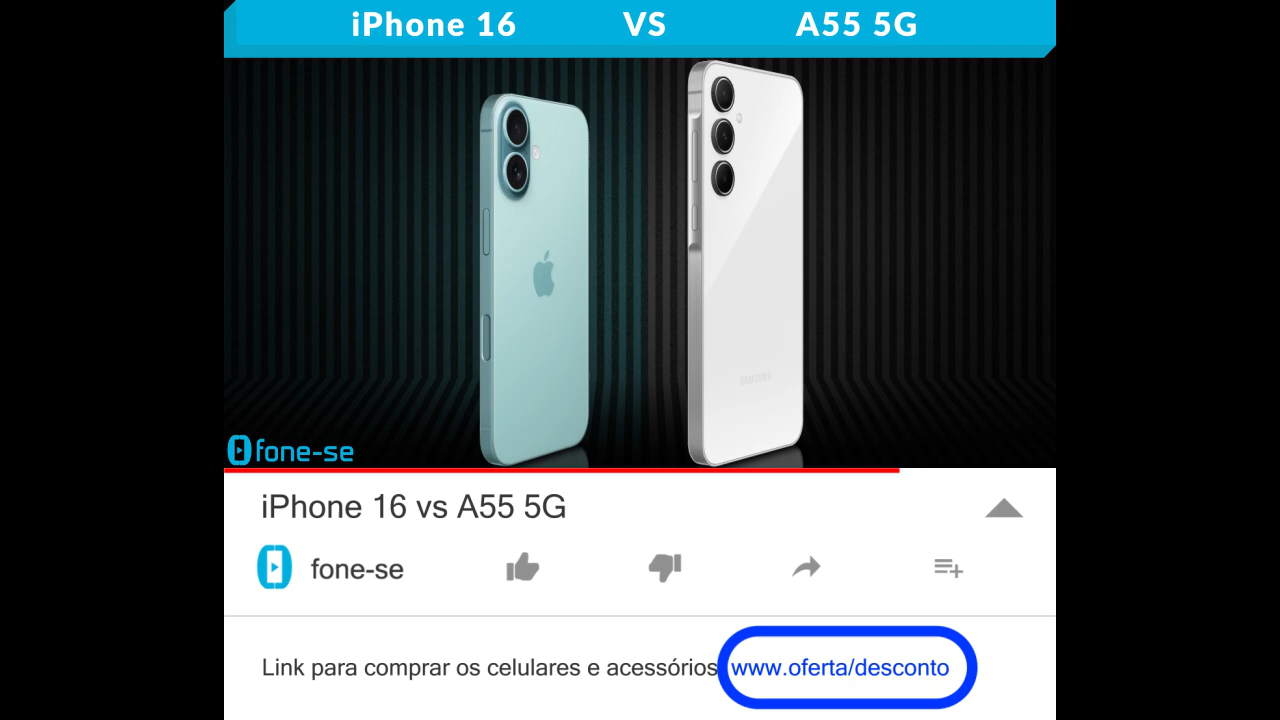 iPhone 16 VS A55 5G
SAMSUNG
fone-se
iPhone 16 vs A55 5G
fone-se
Link para comprar os celulares e acessórios www.oferta/desconto